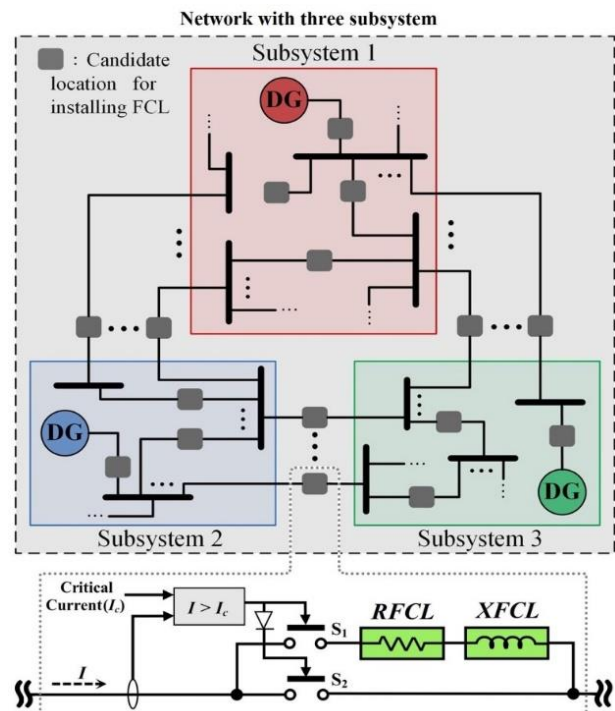 Network with three subsystem
Subsystem 1
: Candidate
location for
installing FCL
DG
DG
DG
Subsystem 2
Subsystem 3
Critical
Current(Ic)
I > Ic
S1
RFCL
XFCL
I
S2